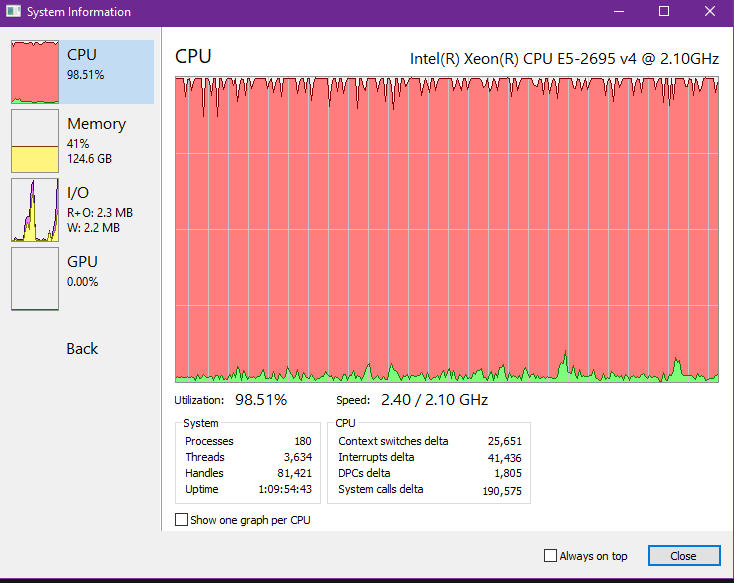 System Information
CPU
98.51%
Memory
41%
124.6 GB
I/O
R+O: 2.3 MB
W: 2.2 MB
GPU
0.00%
Back
CPU Intel(R) Xeon(R) CPU E5-2695 v4 @ 2.10GHz
Utilization: 98.51% Speed: 2.40 / 2.10 GHz
System
Processes 180
Threads 3,634
Handles 81,421
Uptime 1:09:54:43
CPU
Context switches delta 25,651
Interrupts delta 41,436
DPCs delta 1,805
System calls delta 190,575
Show one graph per CPU
Always on top
Close